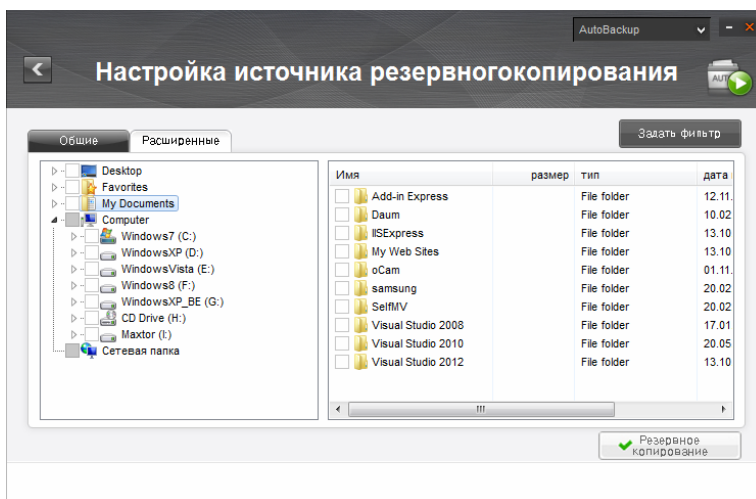 AutoBackup
Настройка источника резервногокопирования
AUTO
Общие
Расширенные
Задать фильтр
Desktop
Favorites
My Documents
Computer
Windows7 (C:)
WindowsXP (D:)
WindowsVista (E:)
Windows8 (F:)
WindowsXP_BE (G:)
CD Drive (H:)
Maxtor (I:)
Сетевая папка
Имя размер тип дата
Add-in Express File folder 12.11.
Daum File folder 10.02
IISExpress File folder 13.10
My Web Sites File folder 13.10
oCam File folder 01.11.
samsung File folder 20.02
SelfMV File folder 20.02
Visual Studio 2008 File folder 17.01
Visual Studio 2010 File folder 20.05
Visual Studio 2012 File folder 13.10
Резервное
копирование